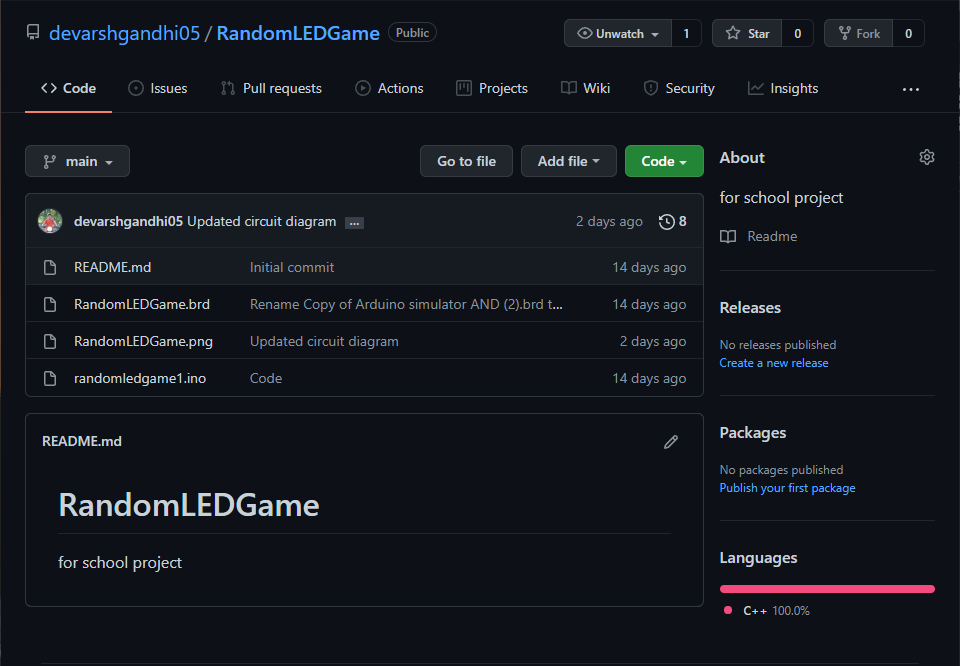 devarshgandhi05 / RandomLEDGame Public Unwatch 1 Star 0 Fork 0
Code Issues Pull requests Actions Projects Wiki Security Insights ...
main Go to file Add file Code
devarshgandhi05 Updated circuit diagram ... 2 days ago 8
README.md Initial commit 14 days ago
RandomLEDGame.brd Rename Copy of Arduino simulator AND (2).brd t... 14 days ago
RandomLEDGame.png Updated circuit diagram 2 days ago
randomledgame1.ino Code 14 days ago
README.md
RandomLEDGame
for school project
About
for school project
Readme
Releases
No releases published
Create a new release
Packages
No packages published
Publish your first package
Languages
C++ 100.0%